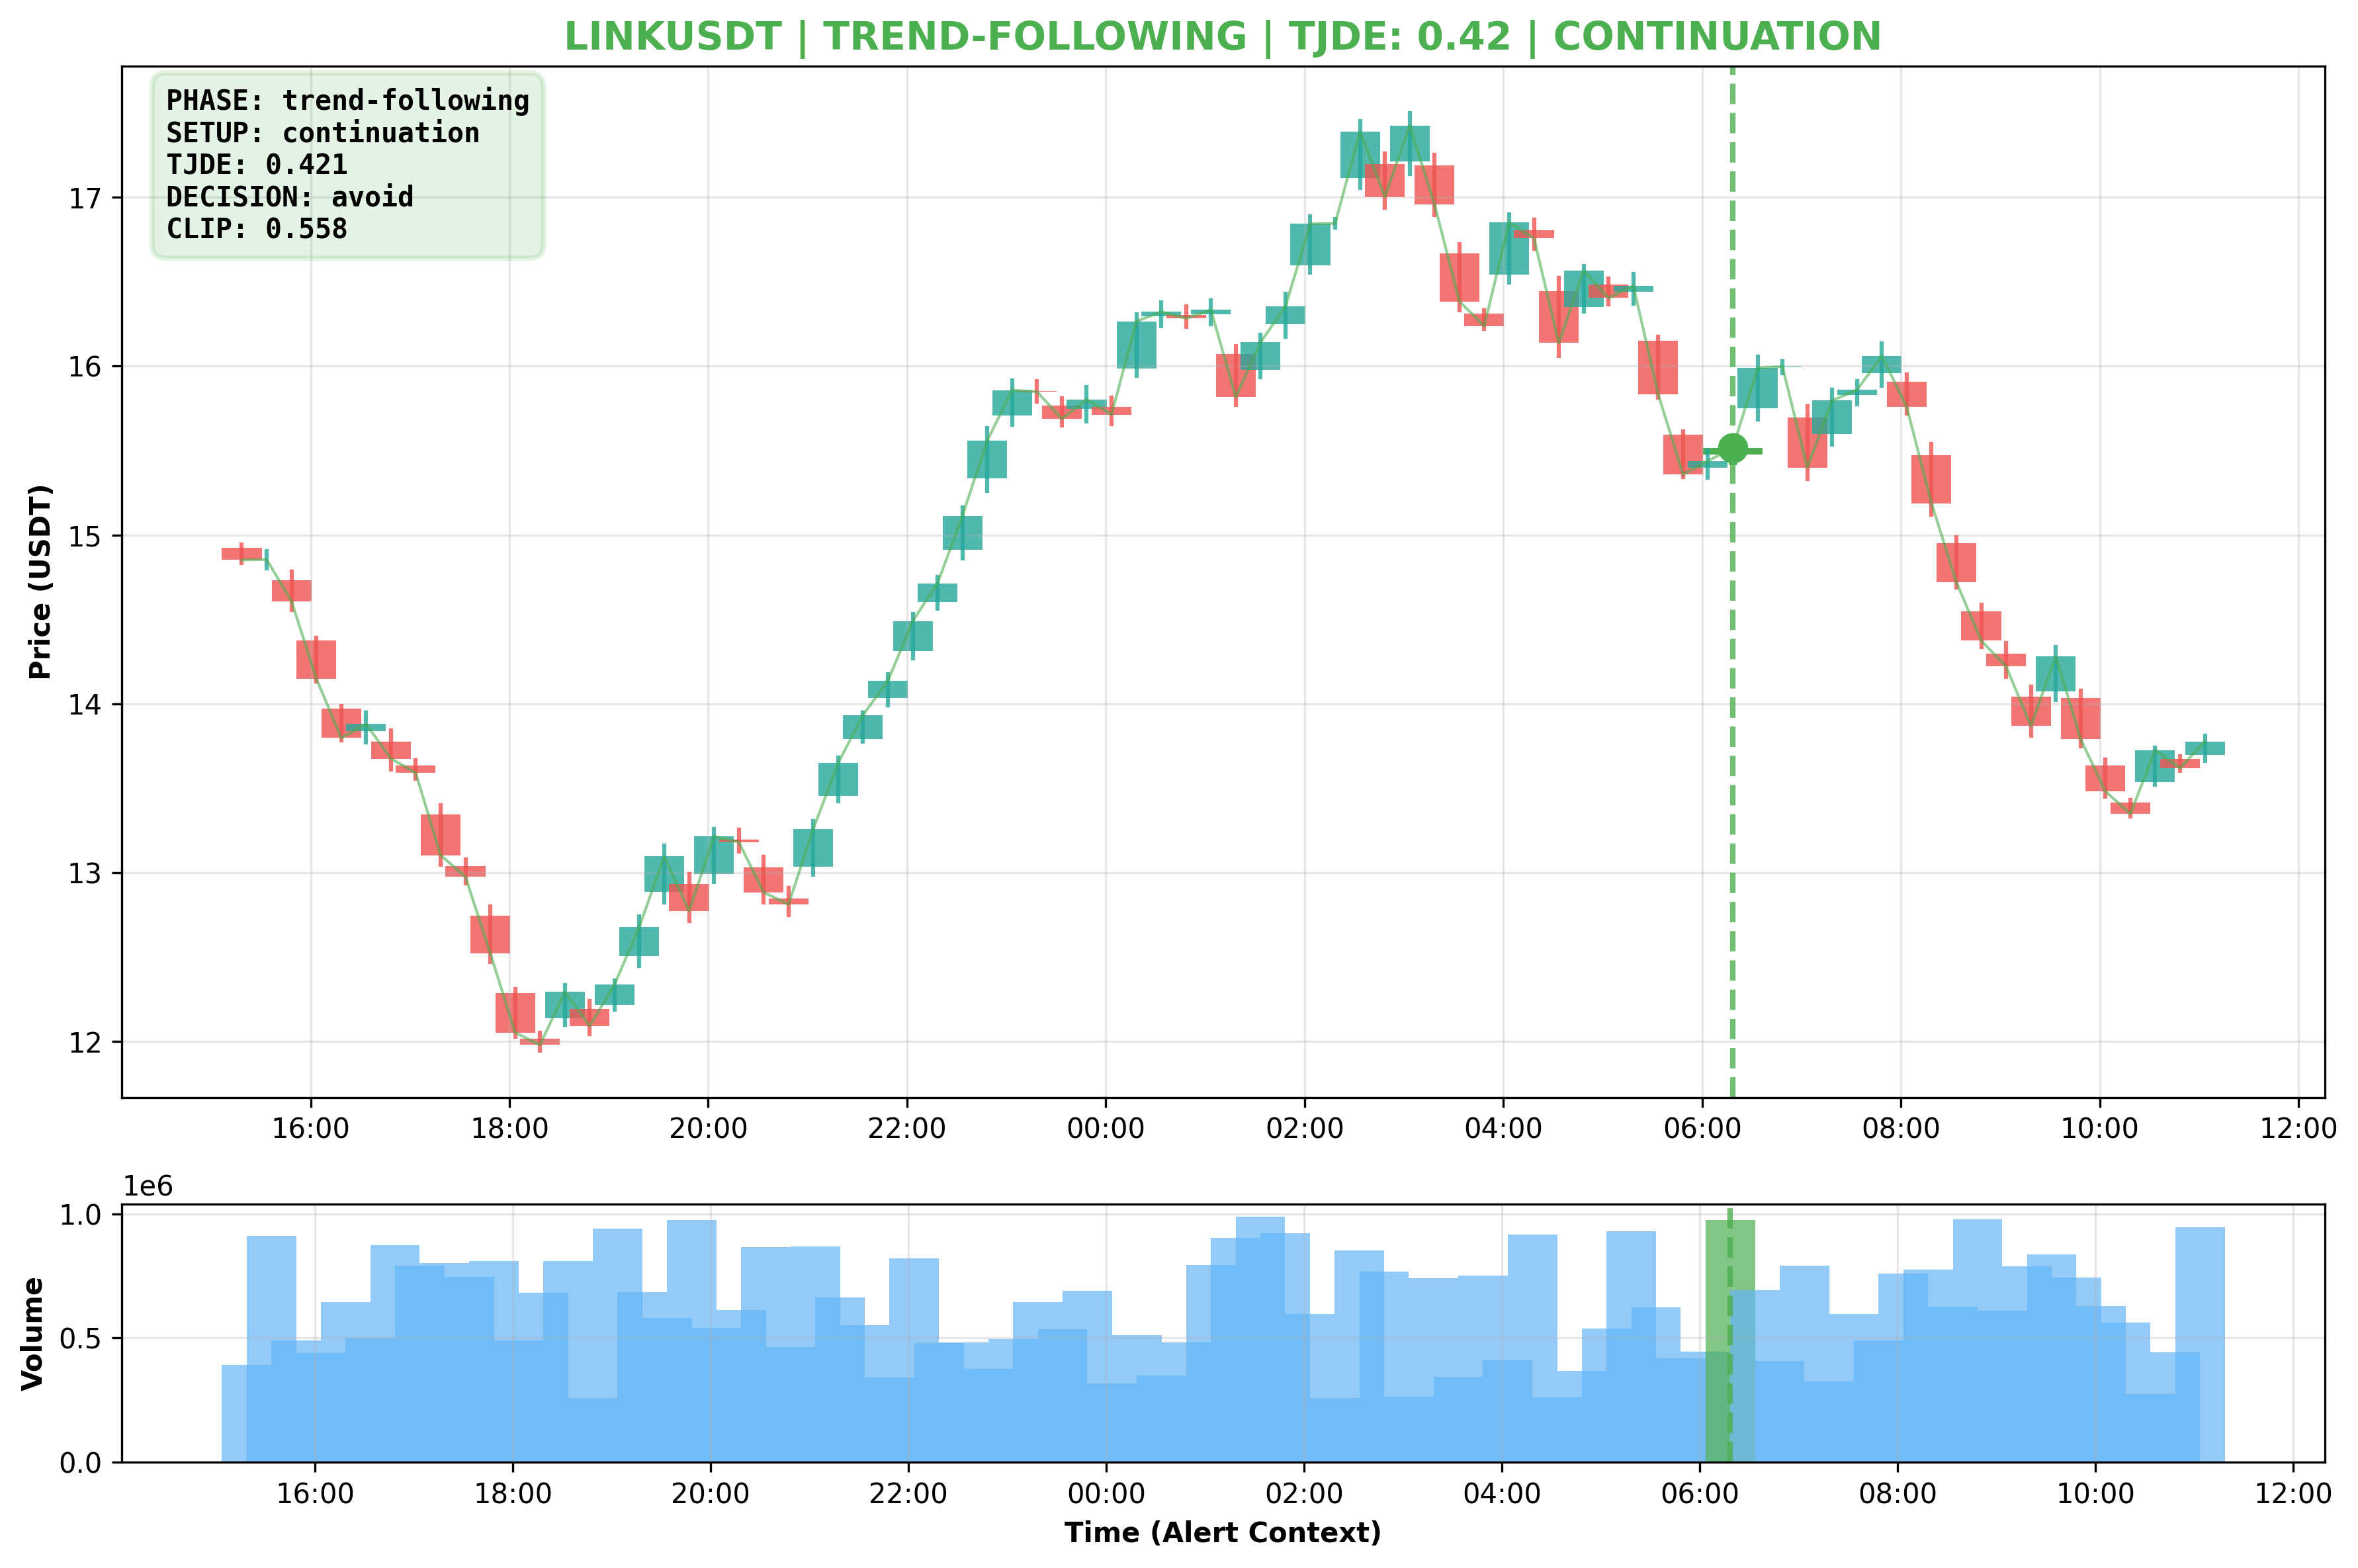 LINKUSDT | TREND-FOLLOWING | TJDE: 0.42 | CONTINUATION
PHASE: trend-following
SETUP: continuation
TJDE: 0.421
DECISION: avoid
CLIP: 0.558
Price (USDT)
17
16
15
14
13
12
16:00 18:00 20:00 22:00 00:00 02:00 04:00 06:00 08:00 10:00 12:00
1e6
Volume
1.0
0.5
0.0
16:00 18:00 20:00 22:00 00:00 02:00 04:00 06:00 08:00 10:00 12:00
Time (Alert Context)